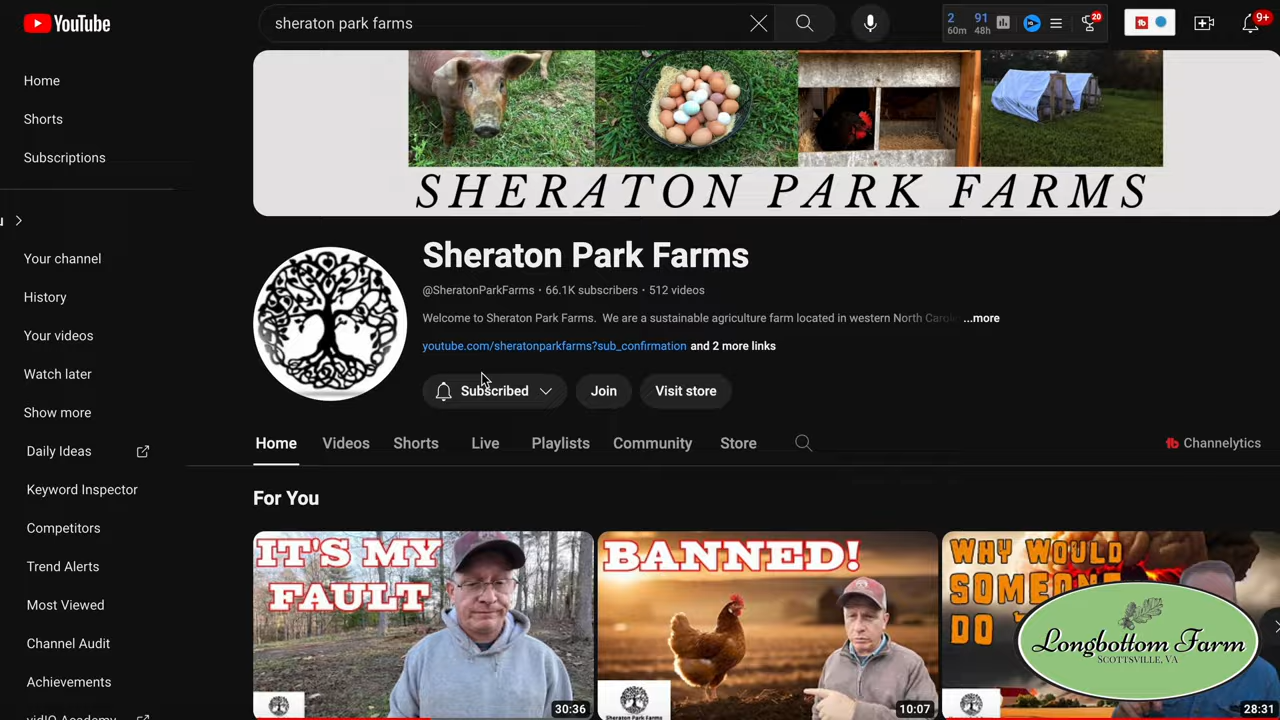 YouTube
sheraton park farms
2
60m
91
48h
20
9+
Home
Shorts
Subscriptions
Your channel
History
Your videos
Watch later
Show more
Daily Ideas
Keyword Inspector
Competitors
Trend Alerts
Most Viewed
Channel Audit
Achievements
SHERATON PARK FARMS
Sheraton Park Farms
@SheratonParkFarms • 66.1K subscribers • 512 videos
Welcome to Sheraton Park Farms. We are a sustainable agriculture farm located in western North Caro ...more
youtube.com/sheratonparkfarms?sub_confirmation and 2 more links
Subscribed
Join
Visit store
Home
Videos
Shorts
Live
Playlists
Community
Store
Channelytics
For You
IT'S MY
FAULT
30:36
BANNED!
Sheraton Park Farms
10:07
WHY WOULD
SOMEONE
DO
28:31
Longbottom Farm
SCOTTSVILLE, VA